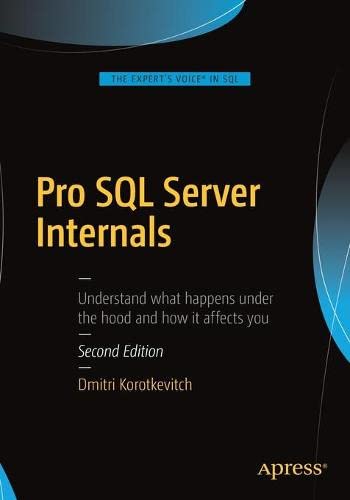 THE EXPERT'S VOICE® IN SQL
Pro SQL Server
Internals
Understand what happens under
the hood and how it affects you
Second Edition
Dmitri Korotkevitch
Apress®